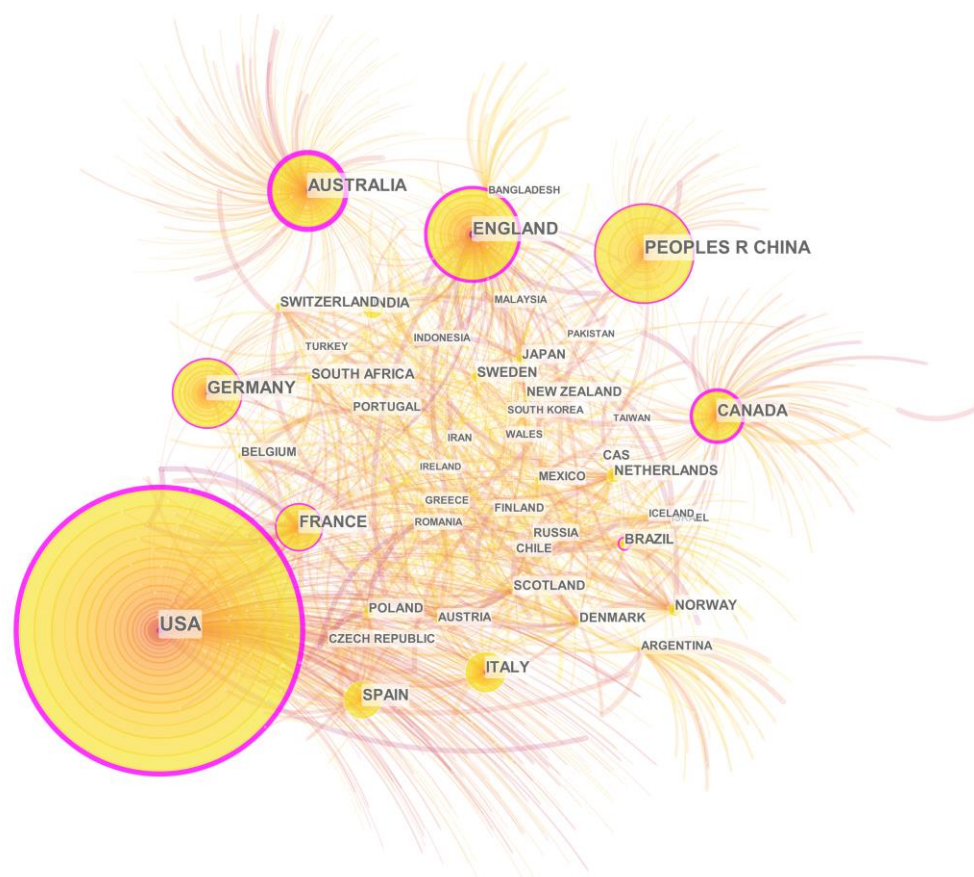 AUSTRALIA
BANGLADESH
ENGLAND
PEOPLES R CHINA
SWITZERLAND
NDIA
MALAYSIA
INDONESIA
PAKISTAN
TURKEY
JAPAN
SOUTH AFRICA
SWEDEN
GERMANY
NEW ZEALAND
PORTUGAL
SOUTH KOREA
TAIWAN
CANADA
IRAN
WALES
BELGIUM
CAS
IRELAND
MEXICO
NETHERLANDS
GREECE
FINLAND
ICELAND
EL
FRANCE
ROMANIA
RUSSIA
BRAZIL
CHILE
SCOTLAND
POLAND
NORWAY
AUSTRIA
DENMARK
USA
CZECH REPUBLIC
ARGENTINA
ITALY
SPAIN